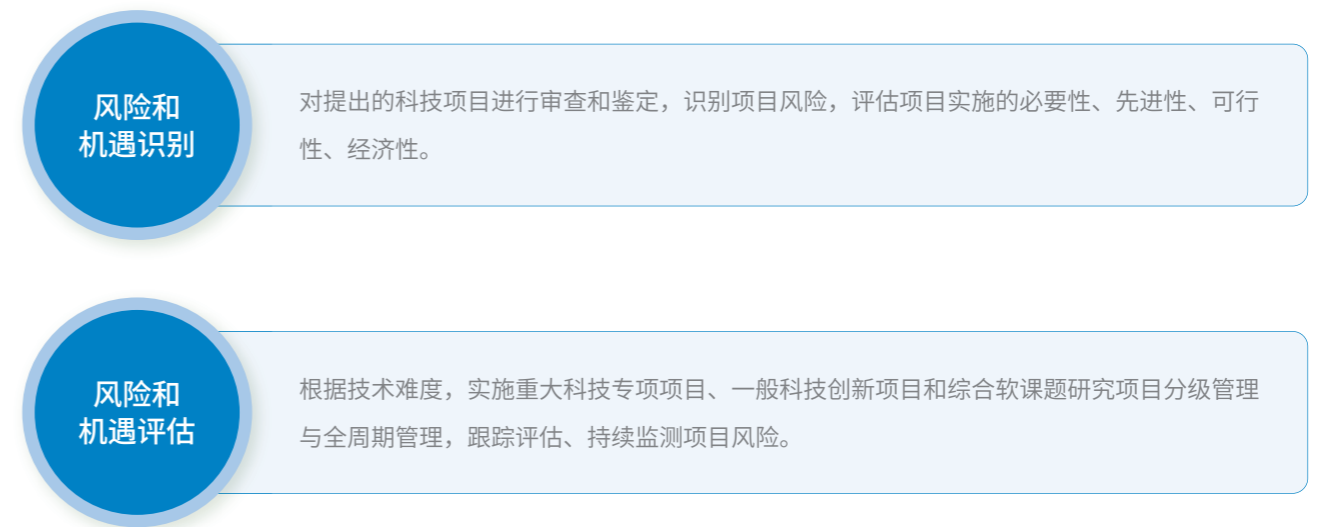 风险和
机遇识别
对提出的科技项目进行审查和鉴定，识别项目风险，评估项目实施的必要性、先进性、可行
性、经济性。
风险和
机遇评估
根据技术难度，实施重大科技专项项目、一般科技创新项目和综合软课题研究项目分级管理
与全周期管理，跟踪评估、持续监测项目风险。